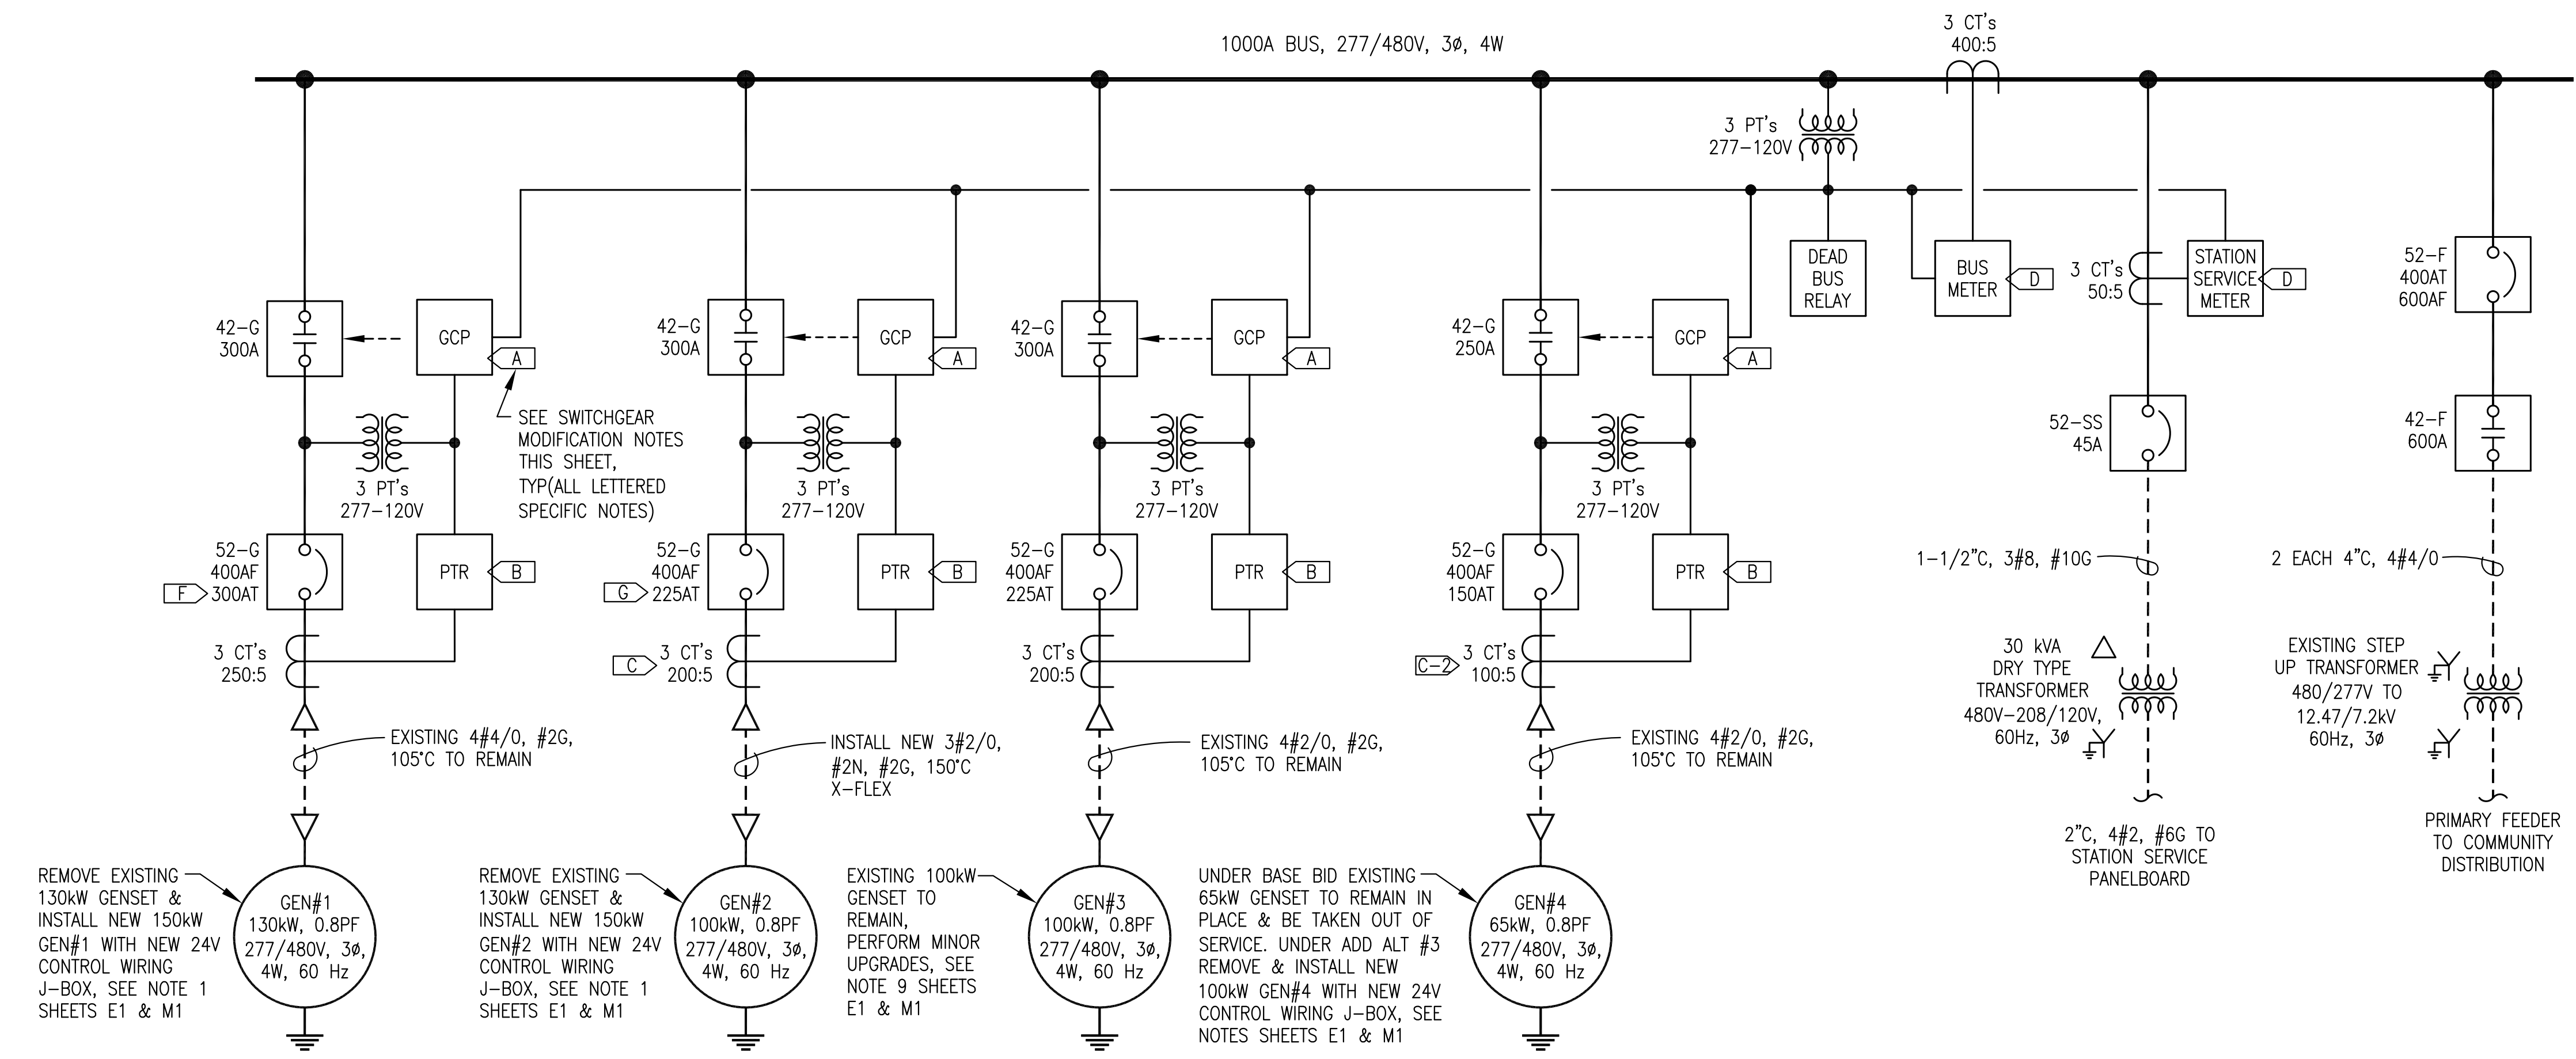 1000A BUS, 277/480V, 3ø, 4W
3 CT's
400:5
3 PT's
277-120V
42-G
300A
GCP
A
SEE SWITCHGEAR
MODIFICATION NOTES
THIS SHEET,
TYP(ALL LETTERED
SPECIFIC NOTES)
3 PT's
277-120V
52-G
400AF
300AT
F
PTR
B
3 CT's
250:5
EXISTING 4#4/0, #2G,
105°C TO REMAIN
REMOVE EXISTING
130kW GENSET &
INSTALL NEW 150kW
GEN#1 WITH NEW 24V
CONTROL WIRING
J-BOX, SEE NOTE 1
SHEETS E1 & M1
GEN#1
130kW, 0.8PF
277/480V, 3ø,
4W, 60 Hz
42-G
300A
GCP
A
3 PT's
277-120V
52-G
400AF
225AT
G
PTR
B
C
3 CT's
200:5
INSTALL NEW 3#2/0,
#2N, #2G, 150°C
X-FLEX
REMOVE EXISTING
130kW GENSET &
INSTALL NEW 150kW
GEN#2 WITH NEW 24V
CONTROL WIRING
J-BOX, SEE NOTE 1
SHEETS E1 & M1
GEN#2
100kW, 0.8PF
277/480V, 3ø,
4W, 60 Hz
42-G
300A
GCP
A
3 PT's
277-120V
52-G
400AF
225AT
PTR
B
3 CT's
200:5
EXISTING 4#2/0, #2G,
105°C TO REMAIN
EXISTING 100kW
GENSET TO
REMAIN,
PERFORM MINOR
UPGRADES, SEE
NOTE 9 SHEETS
E1 & M1
GEN#3
100kW, 0.8PF
277/480V, 3ø,
4W, 60 Hz
42-G
250A
GCP
A
3 PT's
277-120V
52-G
400AF
150AT
PTR
B
C-2
3 CT's
100:5
EXISTING 4#2/0, #2G,
105°C TO REMAIN
UNDER BASE BID EXISTING
65kW GENSET TO REMAIN IN
PLACE & BE TAKEN OUT OF
SERVICE. UNDER ADD ALT #3
REMOVE & INSTALL NEW
100kW GEN#4 WITH NEW 24V
CONTROL WIRING J-BOX, SEE
NOTES SHEETS E1 & M1
GEN#4
65kW, 0.8PF
277/480V, 3ø,
4W, 60 Hz
DEAD
BUS
RELAY
BUS
METER
D
3 CT's
50:5
STATION
SERVICE
METER
D
52-SS
45A
1-1/2"C, 3#8, #10G
30 kVA
DRY TYPE
TRANSFORMER
480V-208/120V,
60Hz, 3ø
2"C, 4#2, #6G TO
STATION SERVICE
PANELBOARD
52-F
400AT
600AF
42-F
600A
2 EACH 4"C, 4#4/0
EXISTING STEP
UP TRANSFORMER
480/277V TO
12.47/7.2kV
60Hz, 3ø
PRIMARY FEEDER
TO COMMUNITY
DISTRIBUTION